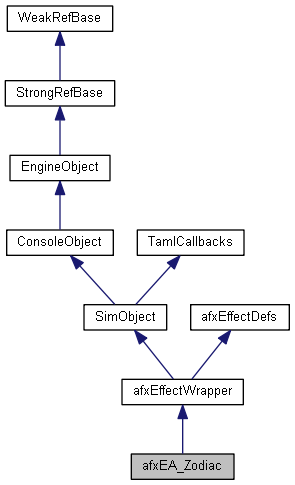 WeakRefBase
StrongRefBase
EngineObject
ConsoleObject
TamlCallbacks
SimObject
afxEffectDefs
afxEffectWrapper
afxEA_Zodiac